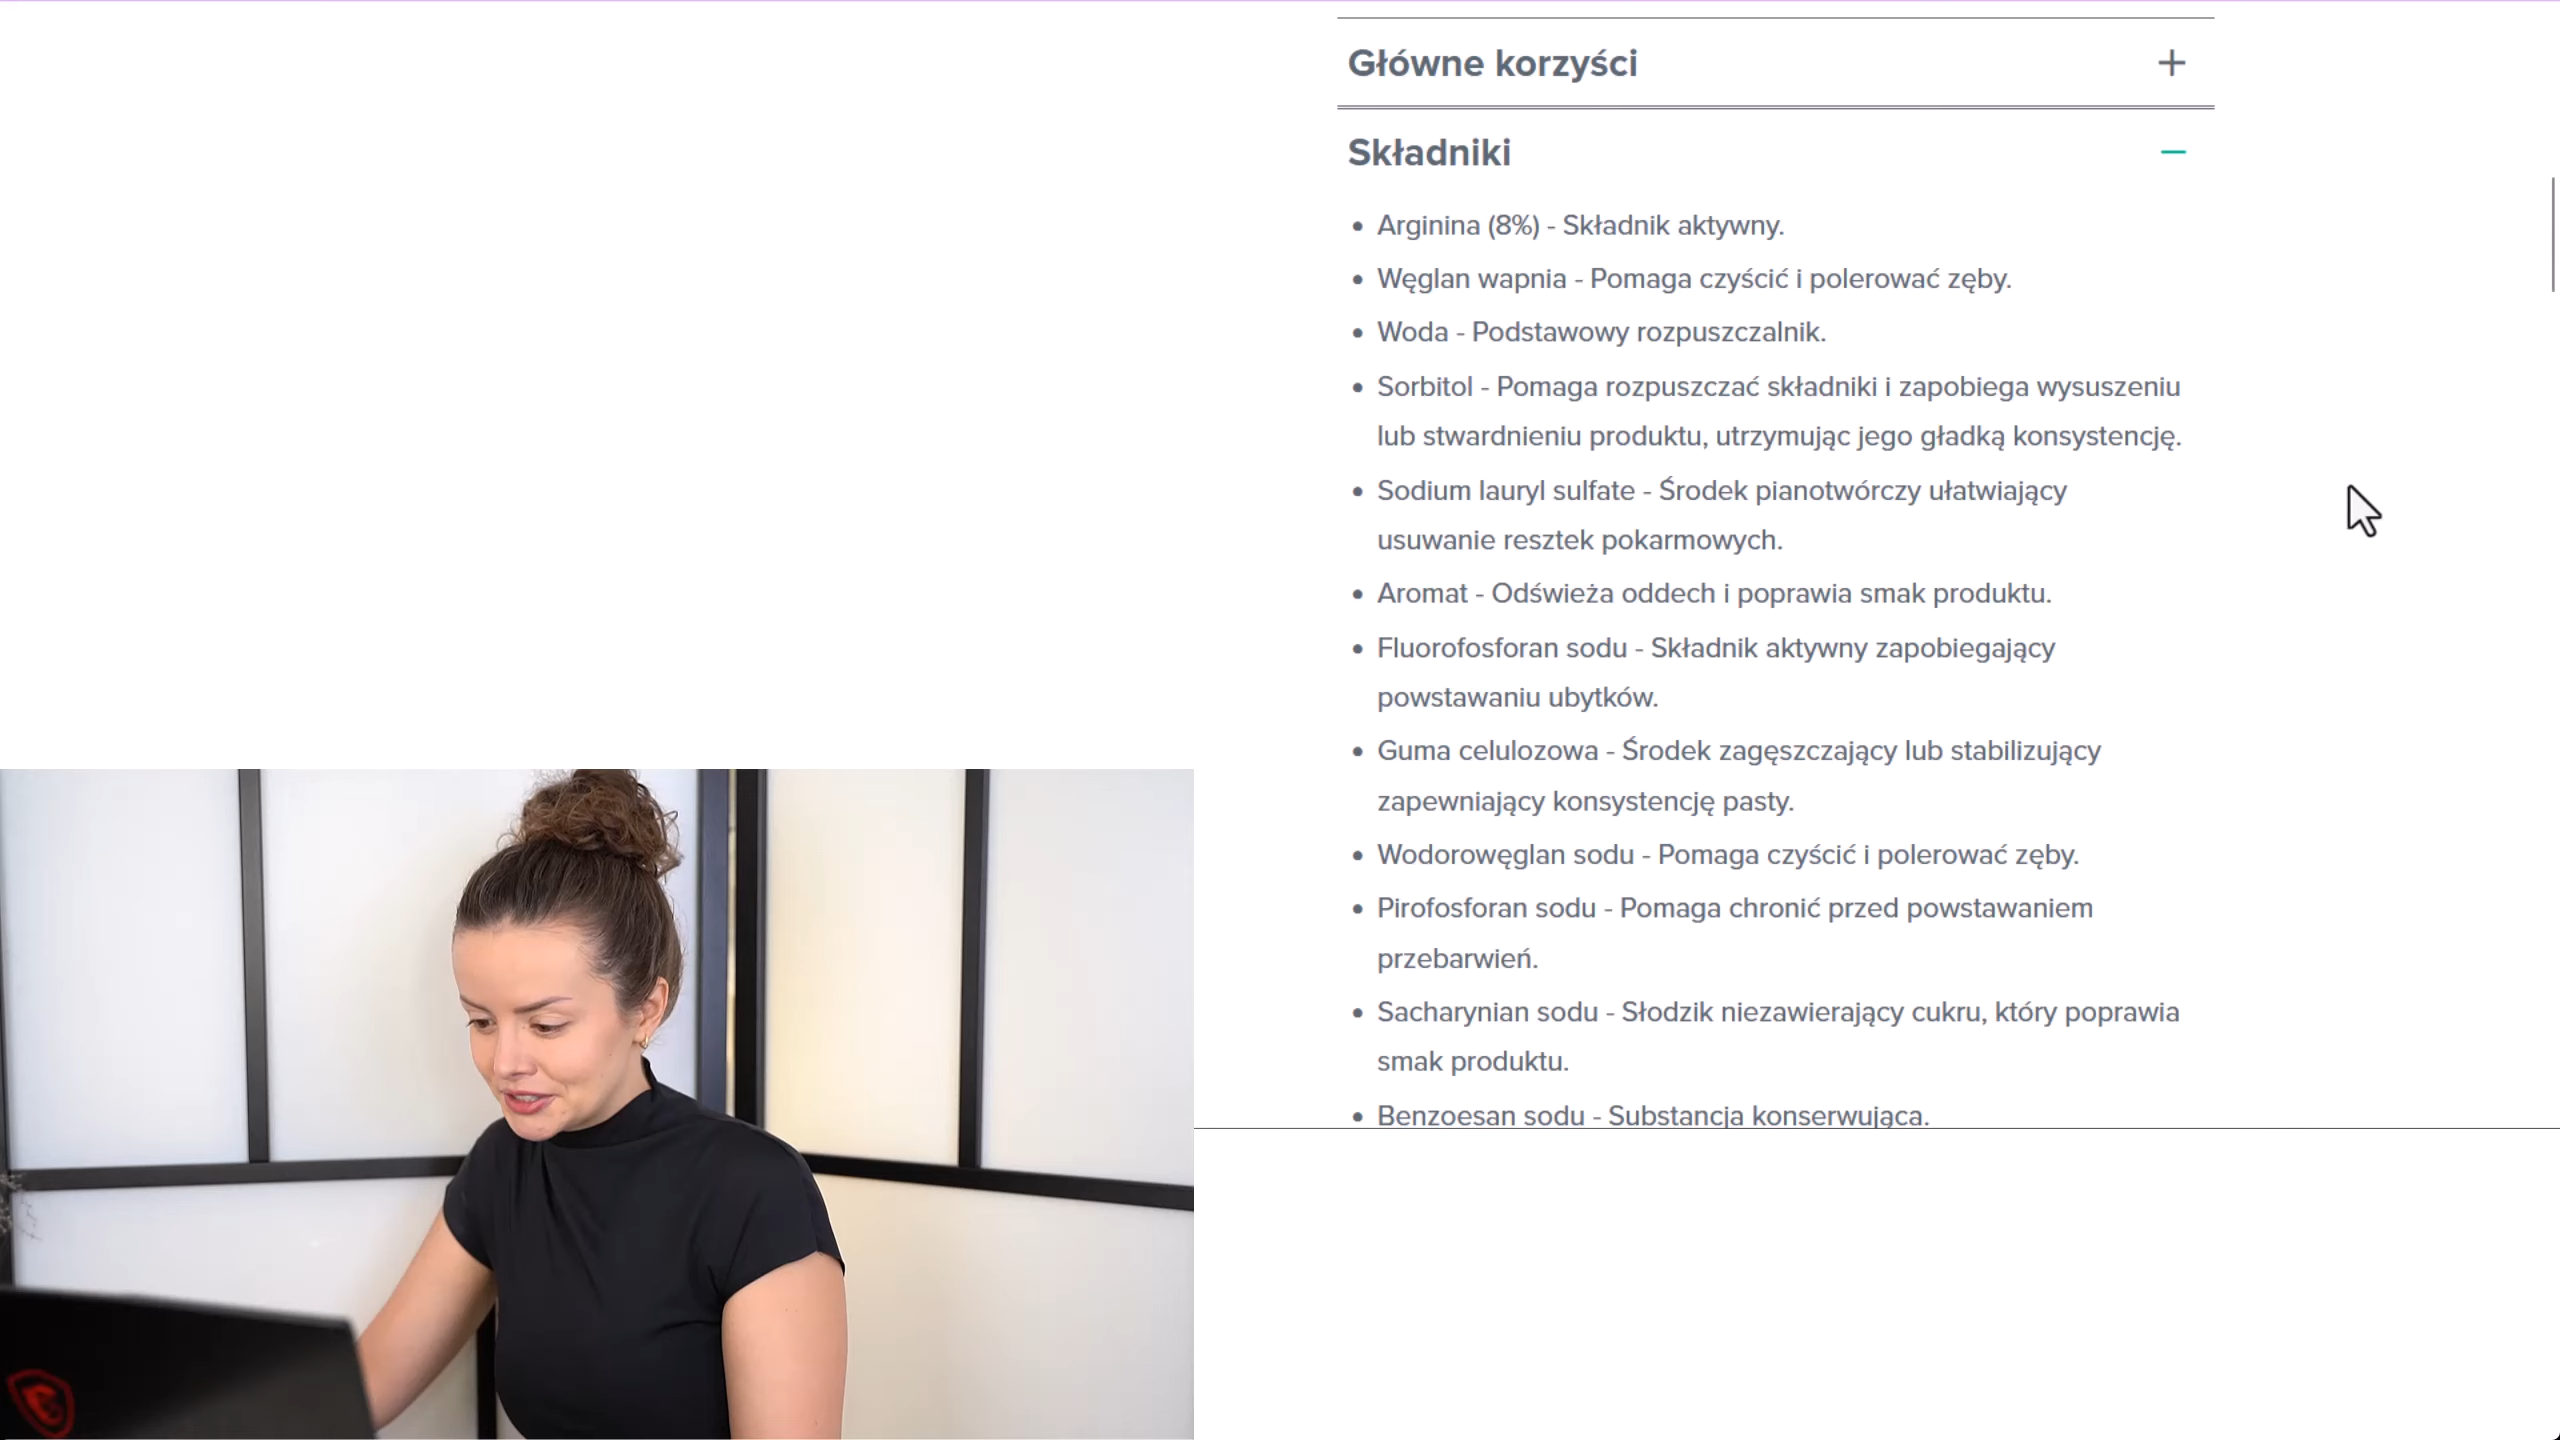 Główne korzyści
Składniki
Arginina (8%) - Składnik aktywny.
Węglan wapnia - Pomaga czyścić i polerować zęby.
Woda - Podstawowy rozpuszczalnik.
Sorbitol - Pomaga rozpuszczać składniki i zapobiega wysuszeniu
lub stwardnieniu produktu, utrzymując jego gładką konsystencję.
Sodium lauryl sulfate - Środek pianotwórczy ułatwiający
usuwanie resztek pokarmowych.
Aromat - Odświeża oddech i poprawia smak produktu.
Fluorofosforan sodu - Składnik aktywny zapobiegający
powstawaniu ubytków.
Guma celulozowa - Środek zagęszczający lub stabilizujący
zapewniający konsystencję pasty.
Wodorowęglan sodu - Pomaga czyścić i polerować zęby.
Pirofosforan sodu - Pomaga chronić przed powstawaniem
przebarwień.
Sacharynian sodu - Słodzik niezawierający cukru, który poprawia
smak produktu.
Benzoesan sodu - Substancja konserwująca.